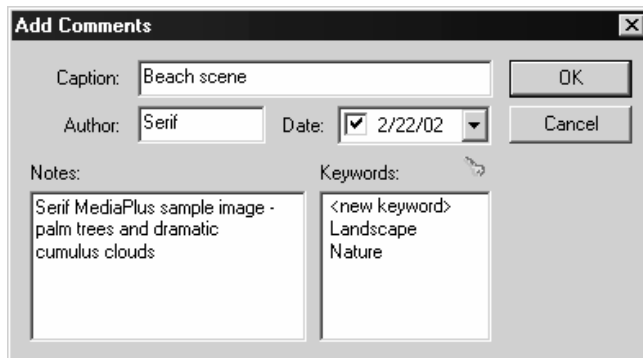 Add Comments
Caption: Beach scene OK
Author: Serif Date: 2/22/02 Cancel
Notes:
Serif MediaPlus sample image -
palm trees and dramatic
cumulus clouds
Keywords:
<new keyword>
Landscape
Nature